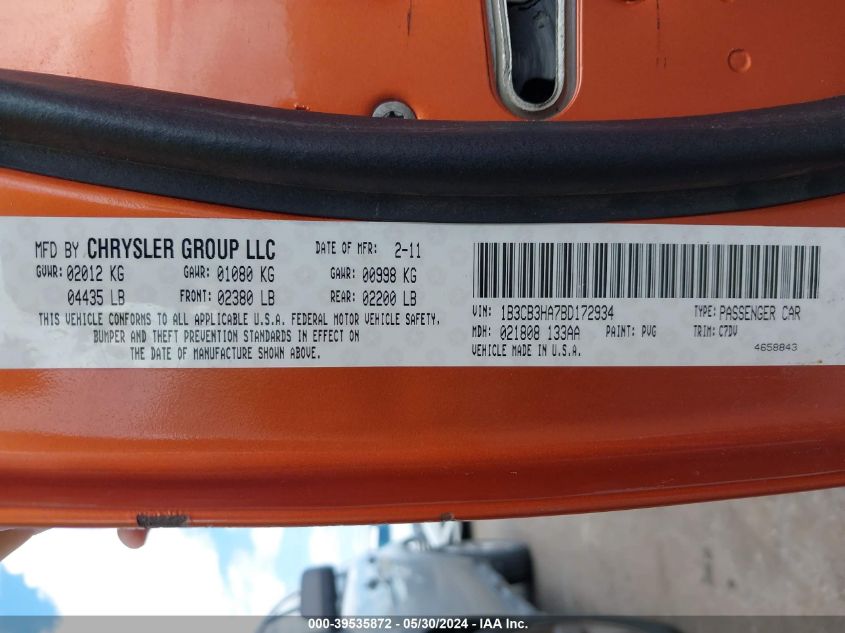 MFD BY CHRYSLER GROUP LLC DATE OF MFR: 2-11
GVWR: 02012 KG GAWR: 01080 KG GAWR: 00998 KG
04435 LB FRONT: 02380 LB REAR: 02200 LB
THIS VEHICLE CONFORMS TO ALL APPLICABLE U.S.A. FEDERAL MOTOR VEHICLE SAFETY,
BUMPER AND THEFT PREVENTION STANDARDS IN EFFECT ON
THE DATE OF MANUFACTURE SHOWN ABOVE.
VIN: 1B3CB3HA7BD172934 TYPE: PASSENGER CAR
MDH: 021808 133AA PAINT: PVG TRIM: C7DV
VEHICLE MADE IN U.S.A. 4658843
000-39535872 - 05/30/2024 - IAA Inc.